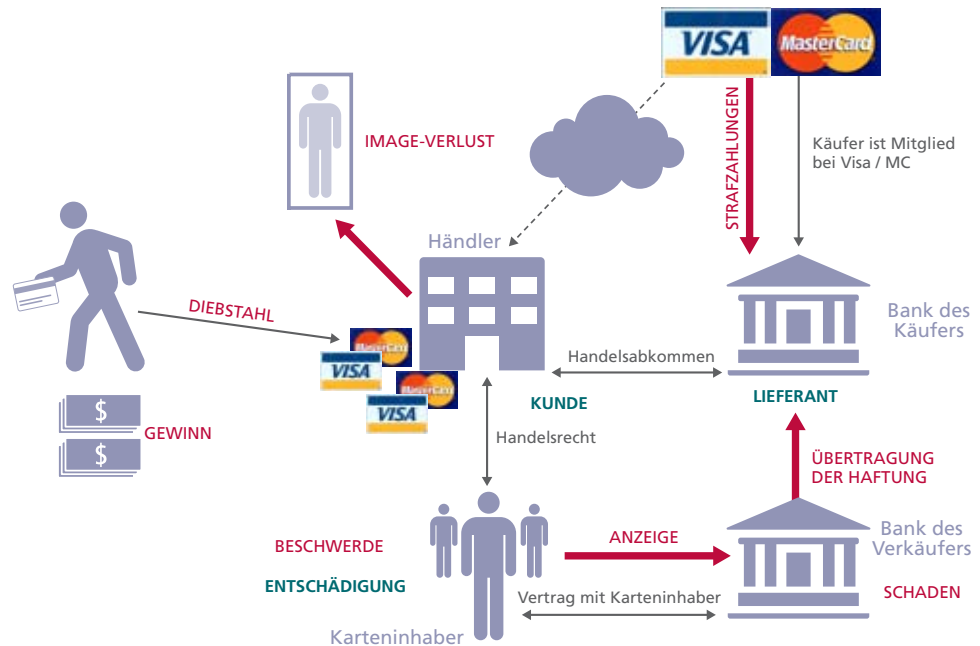 VISA
MasterCard
STRAFZAHLUNGEN
Käufer ist Mitglied
bei Visa / MC
IMAGE-VERLUST
Händler
DIEBSTAHL
MasterCard
VISA
MasterCard
VISA
Bank des
Käufers
Handelsabkommen
KUNDE
LIEFERANT
$
$
GEWINN
Handelsrecht
ÜBERTRAGUNG
DER HAFTUNG
BESCHWERDE
ENTSCHÄDIGUNG
ANZEIGE
Bank des
Verkäufers
SCHADEN
Vertrag mit Karteninhaber
Karteninhaber